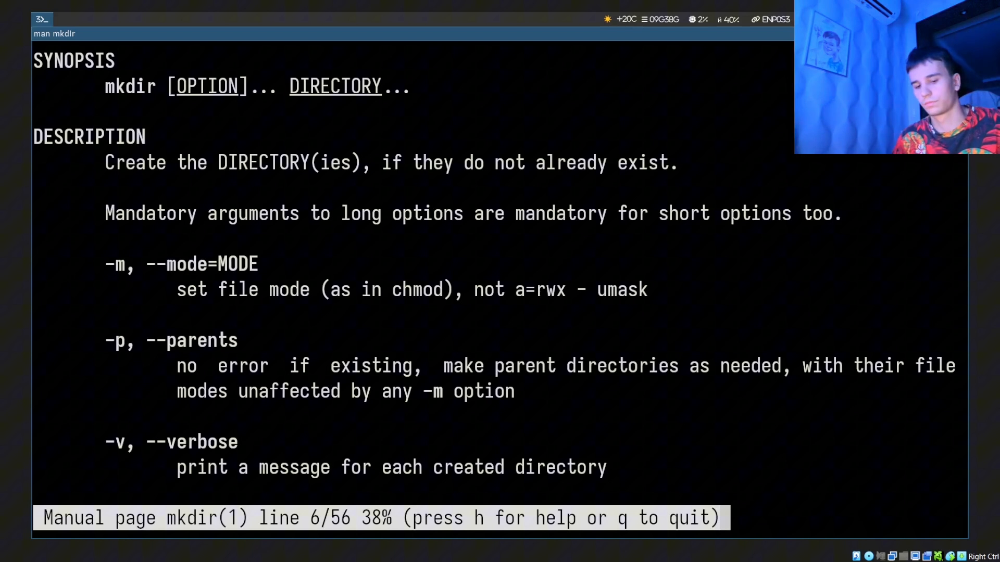 3>_
+20C ☰ 09G38G 2% 40% ENP0S3
man mkdir
SYNOPSIS
mkdir [OPTION]... DIRECTORY...
DESCRIPTION
Create the DIRECTORY(ies), if they do not already exist.
Mandatory arguments to long options are mandatory for short options too.
-m, --mode=MODE
set file mode (as in chmod), not a=rwx - umask
-p, --parents
no error if existing, make parent directories as needed, with their file
modes unaffected by any -m option
-v, --verbose
print a message for each created directory
Manual page mkdir(1) line 6/56 38% (press h for help or q to quit)
Right Ctrl